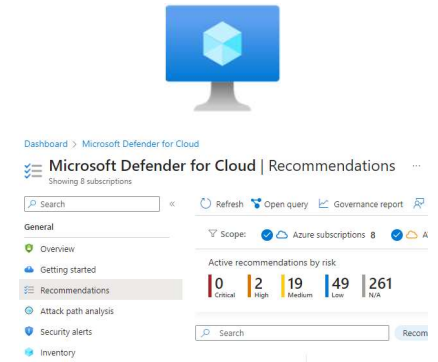 Dashboard > Microsoft Defender for Cloud
Microsoft Defender for Cloud | Recommendations ...
Showing 8 subscriptions
Search «
Refresh Open query Governance report
General
Scope: Azure subscriptions 8
Overview
Active recommendations by risk
Getting started
0 2 19 49 261
Critical High Medium Low N/A
Recommendations
Attack path analysis
Security alerts
Search Recom
Inventory